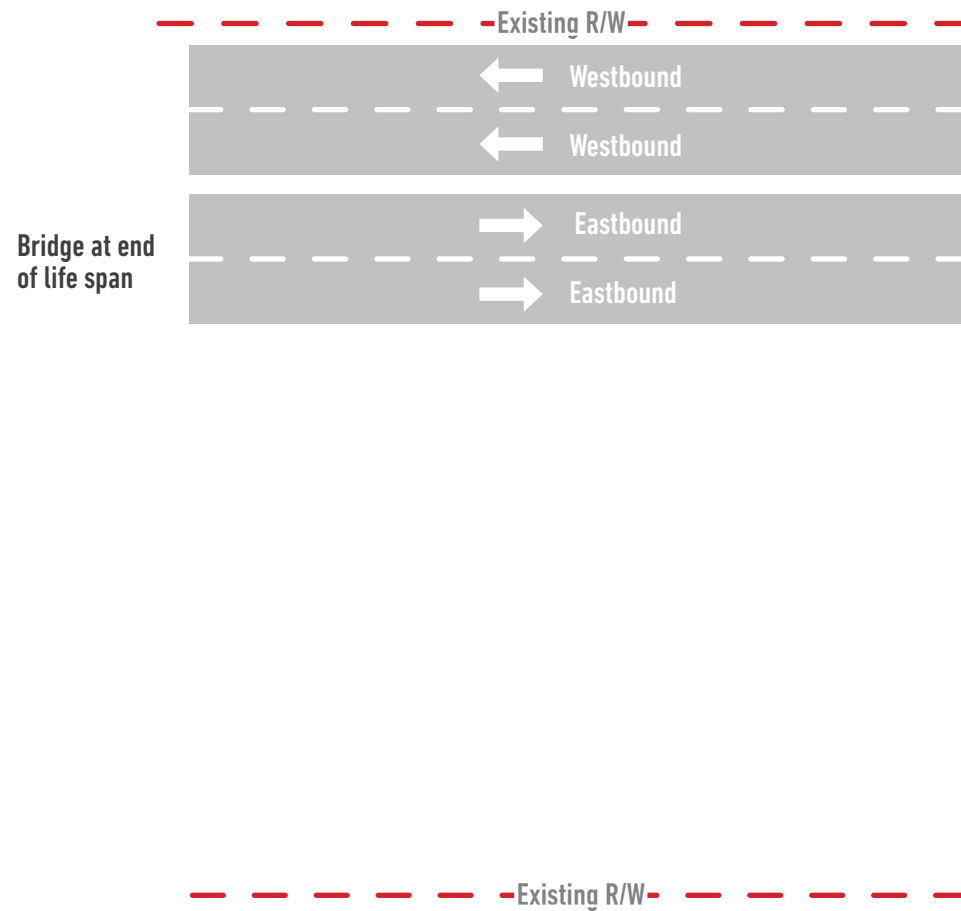 Existing R/W
Westbound
Westbound
Eastbound
Bridge at end
of life span
Eastbound
Existing R/W